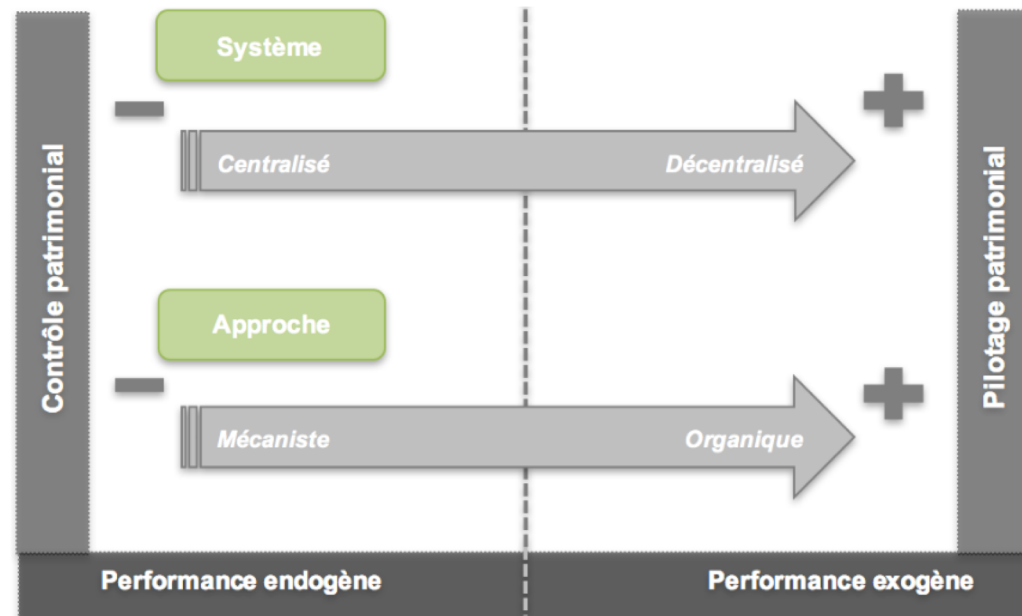 Système
Centralisé
Décentralisé
Contrôle patrimonial
Pilotage patrimonial
Approche
Mécaniste
Organique
Performance endogène
Performance exogène